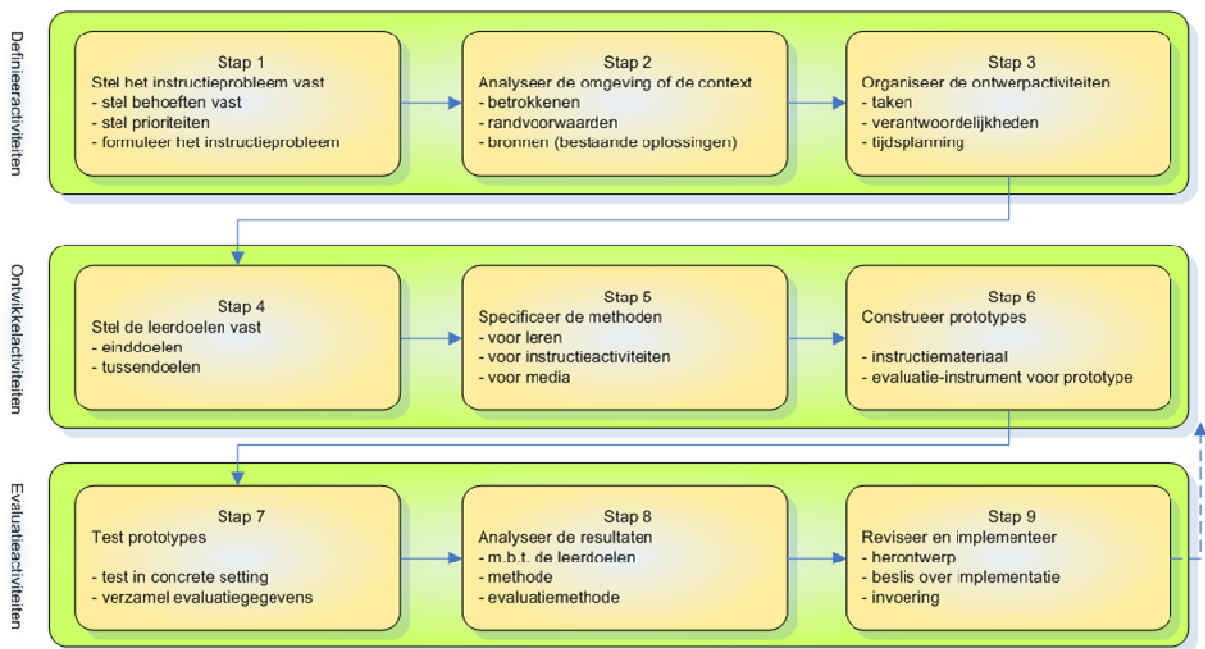 Definieeractiviteiten
Stap 1
Stel het instructieprobleem vast
- stel behoeften vast
- stel prioriteiten
- formuleer het instructieprobleem
Stap 2
Analyseer de omgeving of de context
- betrokkenen
- randvoorwaarden
- bronnen (bestaande oplossingen)
Stap 3
Organiseer de ontwerpactiviteiten
- taken
- verantwoordelijkheden
- tijdsplanning
Ontwikkelactiviteiten
Stap 4
Stel de leerdoelen vast
- einddoelen
- tussendoelen
Stap 5
Specificeer de methoden
- voor leren
- voor instructieactiviteiten
- voor media
Stap 6
Construeer prototypes
- instructiemateriaal
- evaluatie-instrument voor prototype
Evaluatieactiviteiten
Stap 7
Test prototypes
- test in concrete setting
- verzamel evaluatiegegevens
Stap 8
Analyseer de resultaten
- m.b.t. de leerdoelen
- methode
- evaluatiemethode
Stap 9
Reviseer en implementeer
- herontwerp
- beslis over implementatie
- invoering